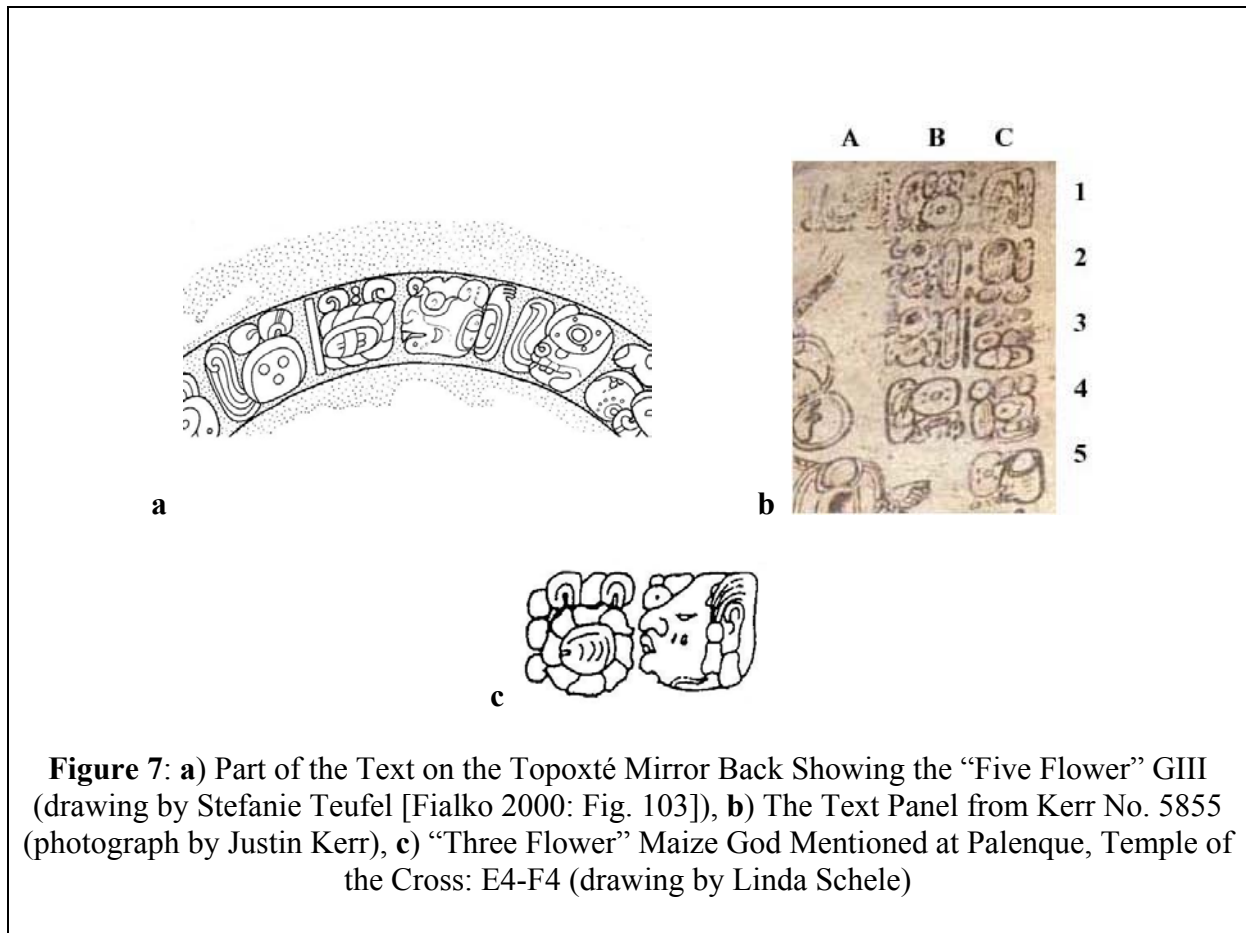 A B C
1
2
3
4
5
a
b
c
Figure 7: a) Part of the Text on the Topoxté Mirror Back Showing the “Five Flower” GIII
(drawing by Stefanie Teufel [Fialko 2000: Fig. 103]), b) The Text Panel from Kerr No. 5855
(photograph by Justin Kerr), c) “Three Flower” Maize God Mentioned at Palenque, Temple of
the Cross: E4-F4 (drawing by Linda Schele)